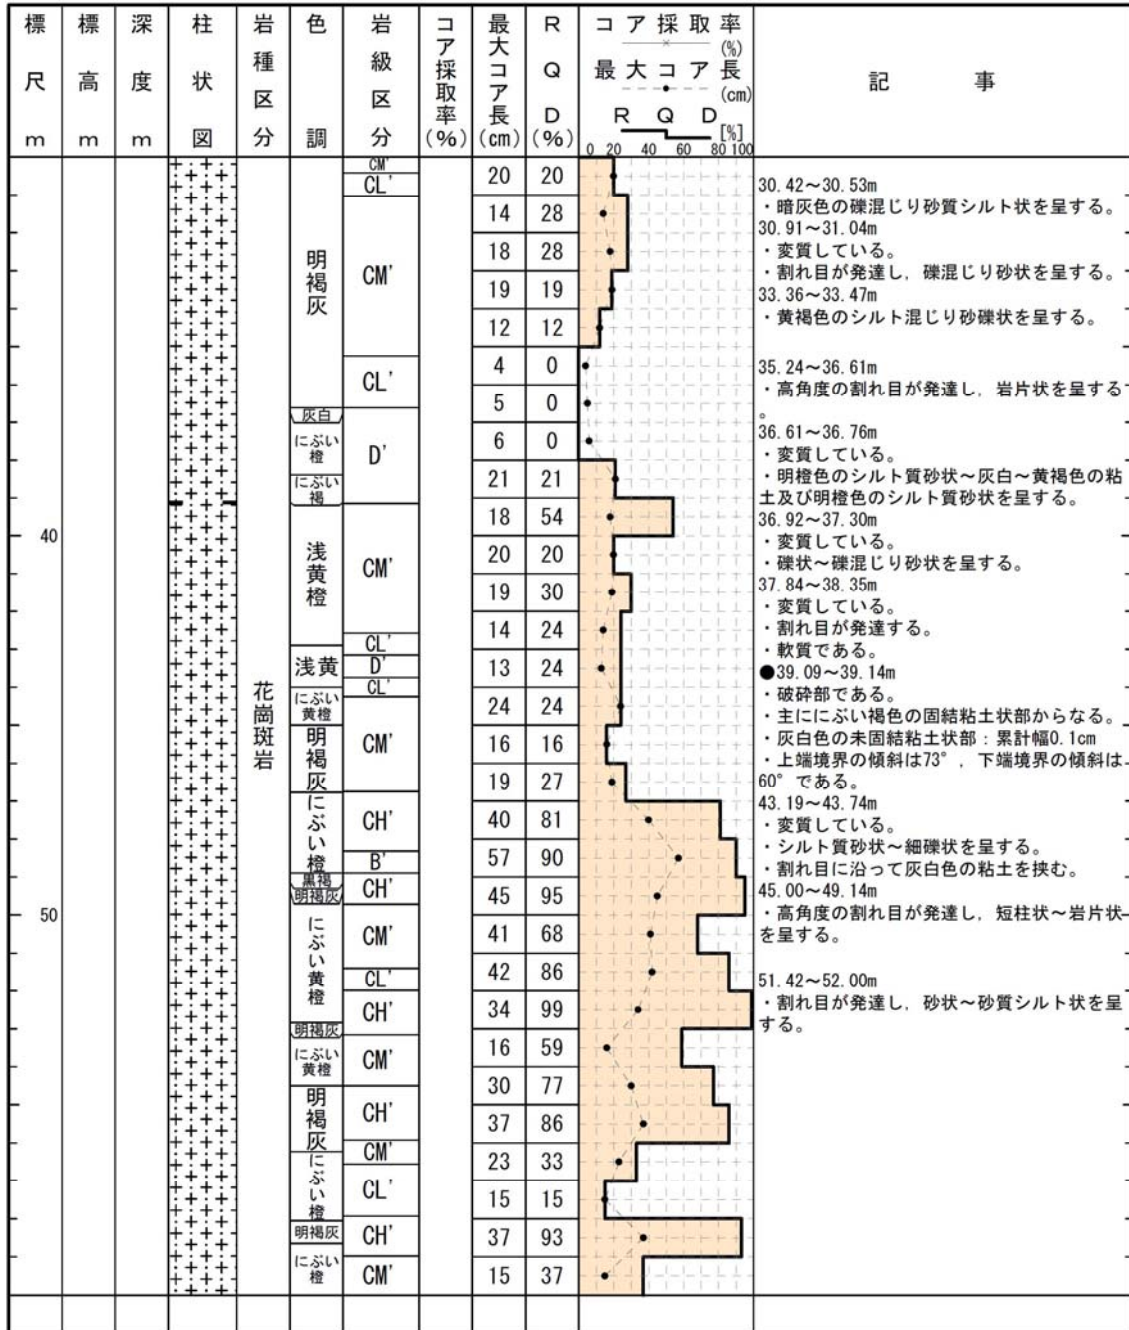 標尺m
標高m
深度m
柱状図
岩種区分
色調
岩級区分
コア採取率(%)
最大コア長(cm)
RQD(%)
コア採取率
(%)
最大コア長
(cm)
R Q D
[%]
0 20 40 60 80 100
記事
40
50
花崗斑岩
明褐灰
灰白
にぶい
橙
にぶい
褐
浅黄橙
浅黄
にぶい
黄橙
明褐灰
にぶい橙
黒褐
明褐灰
にぶい黄橙
明褐灰
にぶい
黄橙
明褐灰
にぶい橙
明褐灰
にぶい
橙
CM'
CL'
CM'
CL'
D'
CM'
CL'
D'
CL'
CM'
CH'
B'
CH'
CM'
CL'
CH'
CM'
CH'
CM'
CL'
CH'
CM'
20 20
14 28
18 28
19 19
12 12
4 0
5 0
6 0
21 21
18 54
20 20
19 30
14 24
13 24
24 24
16 16
19 27
40 81
57 90
45 95
41 68
42 86
34 99
16 59
30 77
37 86
23 33
15 15
37 93
15 37
30.42～30.53m
・暗灰色の礫混じり砂質シルト状を呈する。
30.91～31.04m
・変質している。
・割れ目が発達し，礫混じり砂状を呈する。
33.36～33.47m
・黄褐色のシルト混じり砂礫状を呈する。
35.24～36.61m
・高角度の割れ目が発達し，岩片状を呈する
。
36.61～36.76m
・変質している。
・明橙色のシルト質砂状～灰白～黄褐色の粘
土及び明橙色のシルト質砂状を呈する。
36.92～37.30m
・変質している。
・礫状～礫混じり砂状を呈する。
37.84～38.35m
・変質している。
・割れ目が発達する。
・軟質である。
●39.09～39.14m
・破砕部である。
・主ににぶい褐色の固結粘土状部からなる。
・灰白色の未固結粘土状部：累計幅0.1cm
・上端境界の傾斜は73°，下端境界の傾斜は
60°である。
43.19～43.74m
・変質している。
・シルト質砂状～細礫状を呈する。
・割れ目に沿って灰白色の粘土を挟む。
45.00～49.14m
・高角度の割れ目が発達し，短柱状～岩片状
を呈する。
51.42～52.00m
・割れ目が発達し，砂状～砂質シルト状を呈
する。